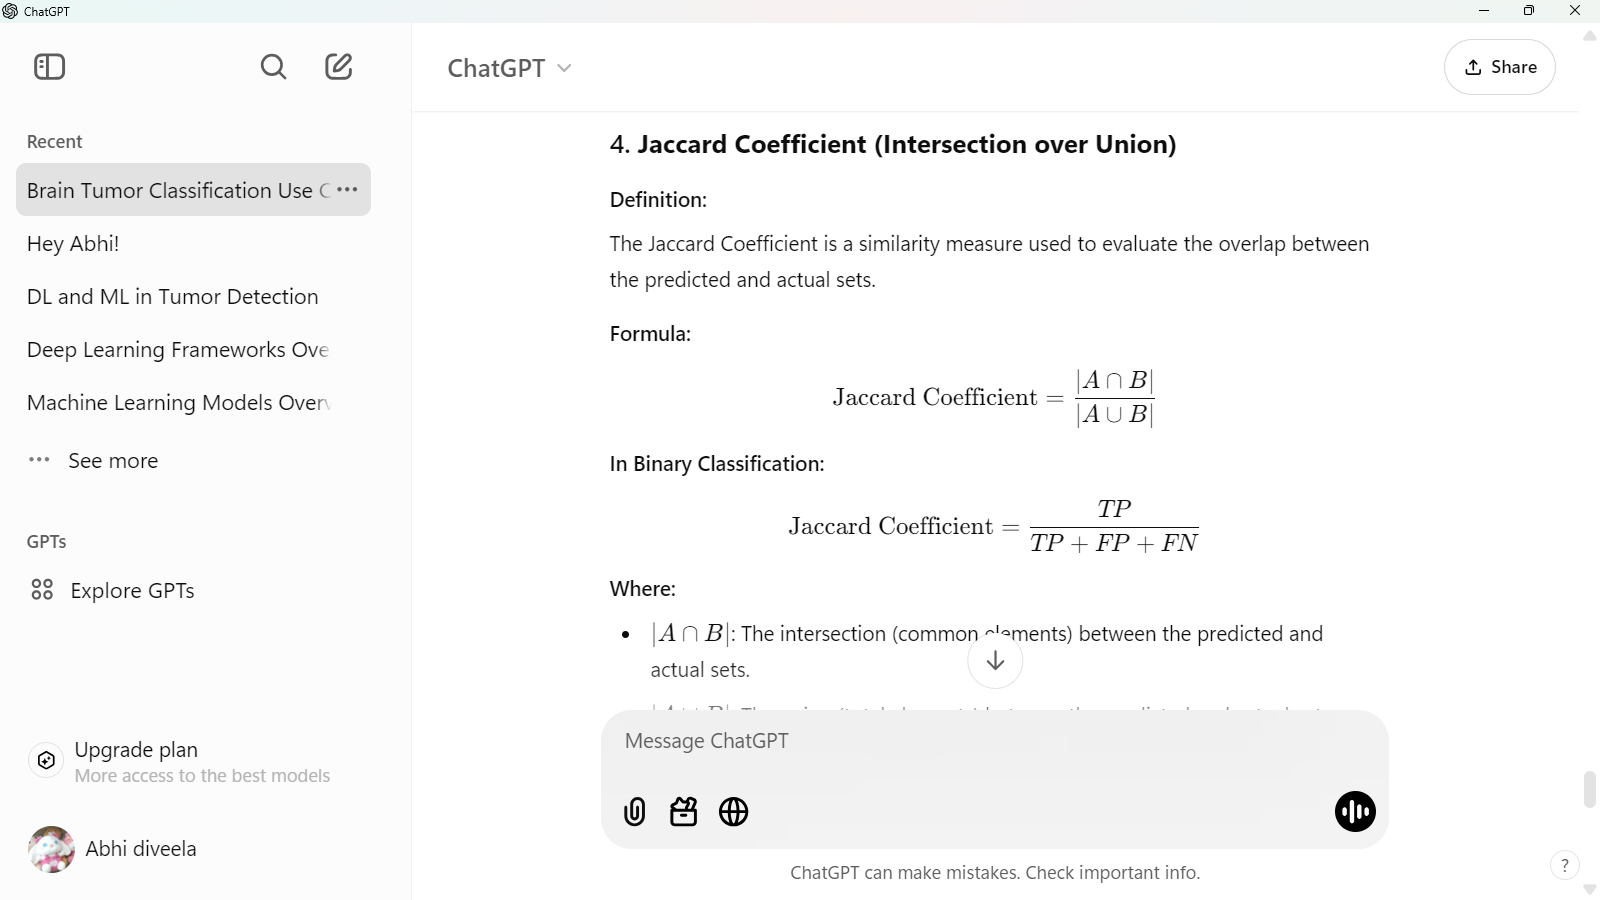 ChatGPT
Recent
Brain Tumor Classification Use
Hey Abhi!
DL and ML in Tumor Detection
Deep Learning Frameworks Ove
Machine Learning Models Over
See more
GPTs
Explore GPTs
Upgrade plan
More access to the best models
Abhi diveela
ChatGPT
Share
4. Jaccard Coefficient (Intersection over Union)
Definition:
The Jaccard Coefficient is a similarity measure used to evaluate the overlap between
the predicted and actual sets.
Formula:
Jaccard Coefficient = |A ∩ B| / |A ∪ B|
In Binary Classification:
Jaccard Coefficient = TP / TP + FP + FN
Where:
• |A ∩ B|: The intersection (common elements) between the predicted and
actual sets.
Message ChatGPT
ChatGPT can make mistakes. Check important info.
?